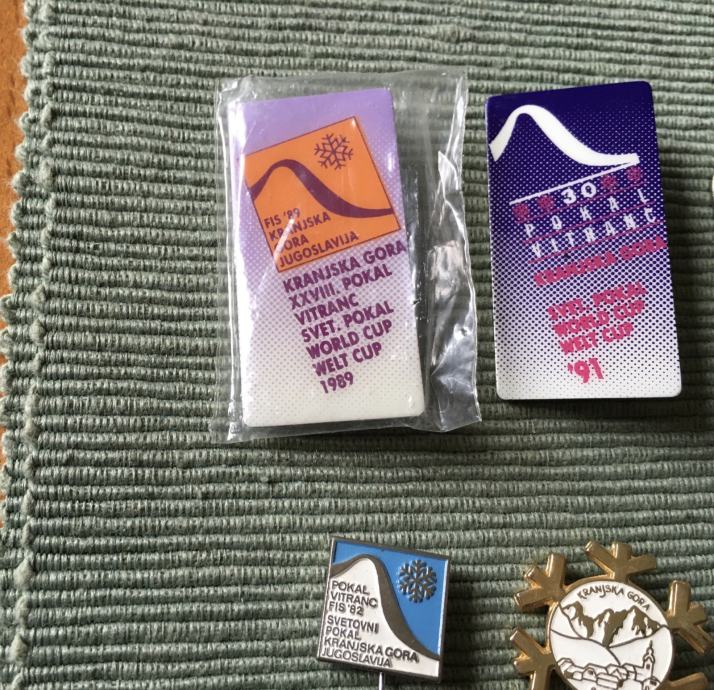 FIS '89
KRANJSKA
GORA
JUGOSLAVIJA
KRANJSKA GORA
XXVIII. POKAL
VITRANC
SVET. POKAL
WORLD CUP
WELT CUP
1989
30
POKAL
VITRANC
KRANJSKA GORA
SVET. POKAL
WORLD CUP
WELT CUP
'91
POKAL
VITRANC
FIS '82
SVETOVNI
POKAL
KRANJSKA GORA
JUGOSLAVIJA
KRANJSKA GORA